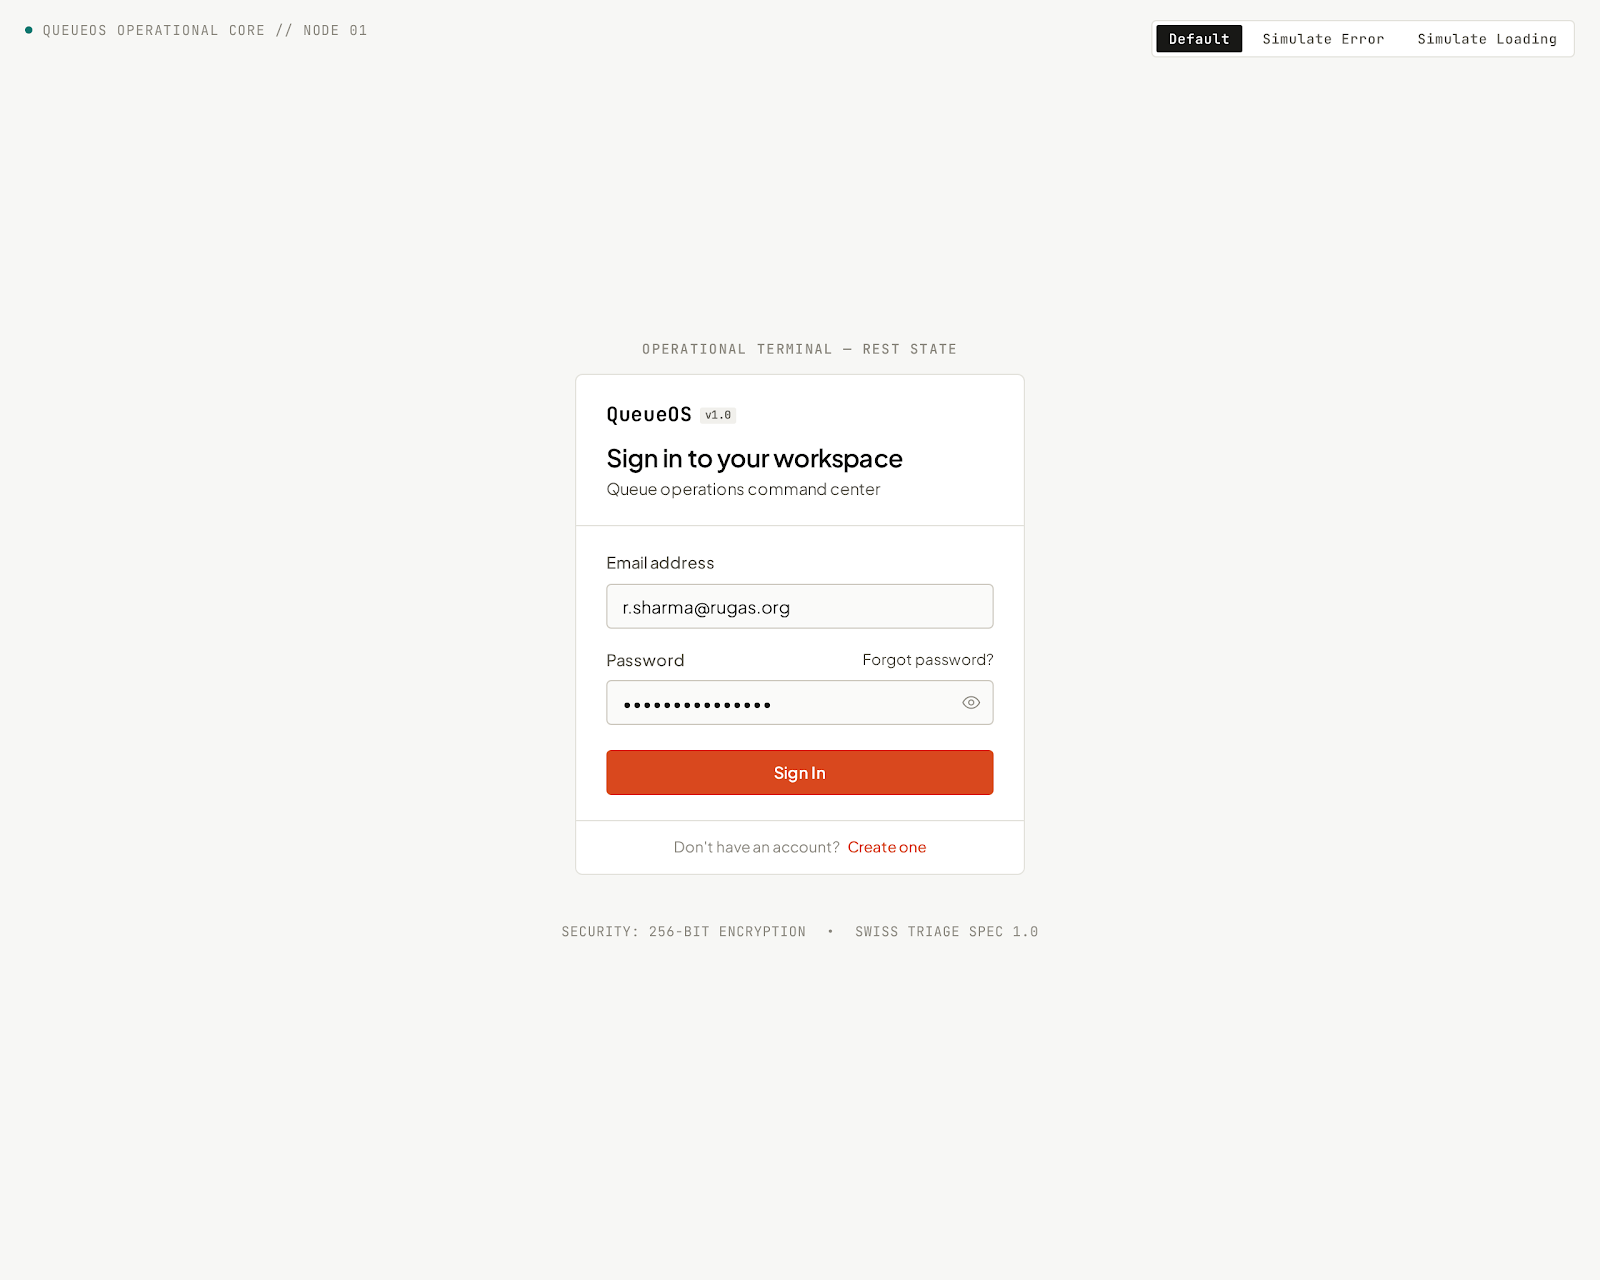 QUEUEOS OPERATIONAL CORE // NODE 01
Default Simulate Error Simulate Loading
OPERATIONAL TERMINAL — REST STATE
QueueOS v1.0
Sign in to your workspace
Queue operations command center
Email address
r.sharma@rugas.org
Password Forgot password?
•••••••••••••••
Sign In
Don't have an account? Create one
SECURITY: 256-BIT ENCRYPTION • SWISS TRIAGE SPEC 1.0